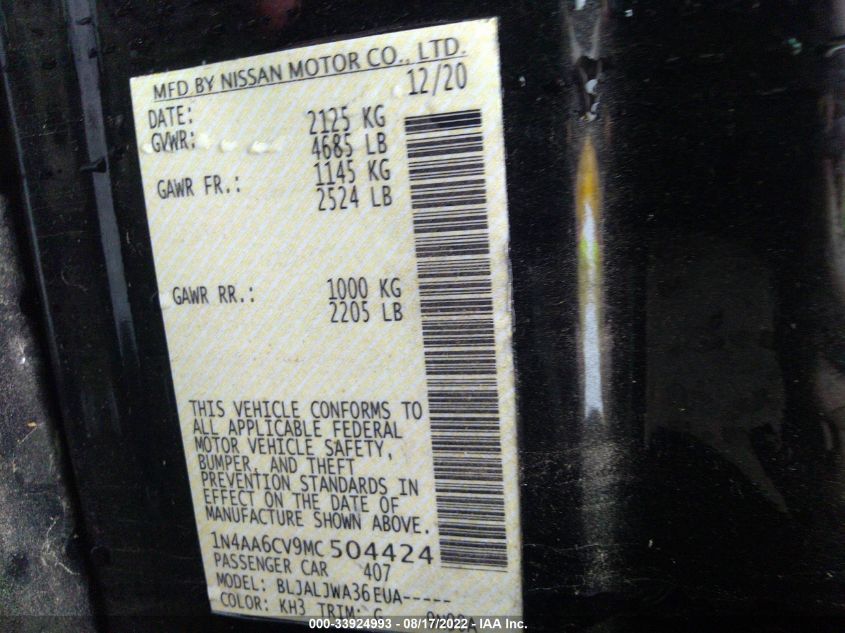 MFD BY NISSAN MOTOR CO., LTD.
DATE: 12/20
GVWR: 2125 KG
4685 LB
GAWR FR.: 1145 KG
2524 LB
GAWR RR.: 1000 KG
2205 LB
THIS VEHICLE CONFORMS TO
ALL APPLICABLE FEDERAL
MOTOR VEHICLE SAFETY,
BUMPER, AND THEFT
PREVENTION STANDARDS IN
EFFECT ON THE DATE OF
MANUFACTURE SHOWN ABOVE.
1N4AA6CV9MC504424
PASSENGER CAR 407
MODEL: BLJALJWA36EUA-----
COLOR: KH3 TRIM: G
000-33924993 - 08/17/2022 - IAA Inc.